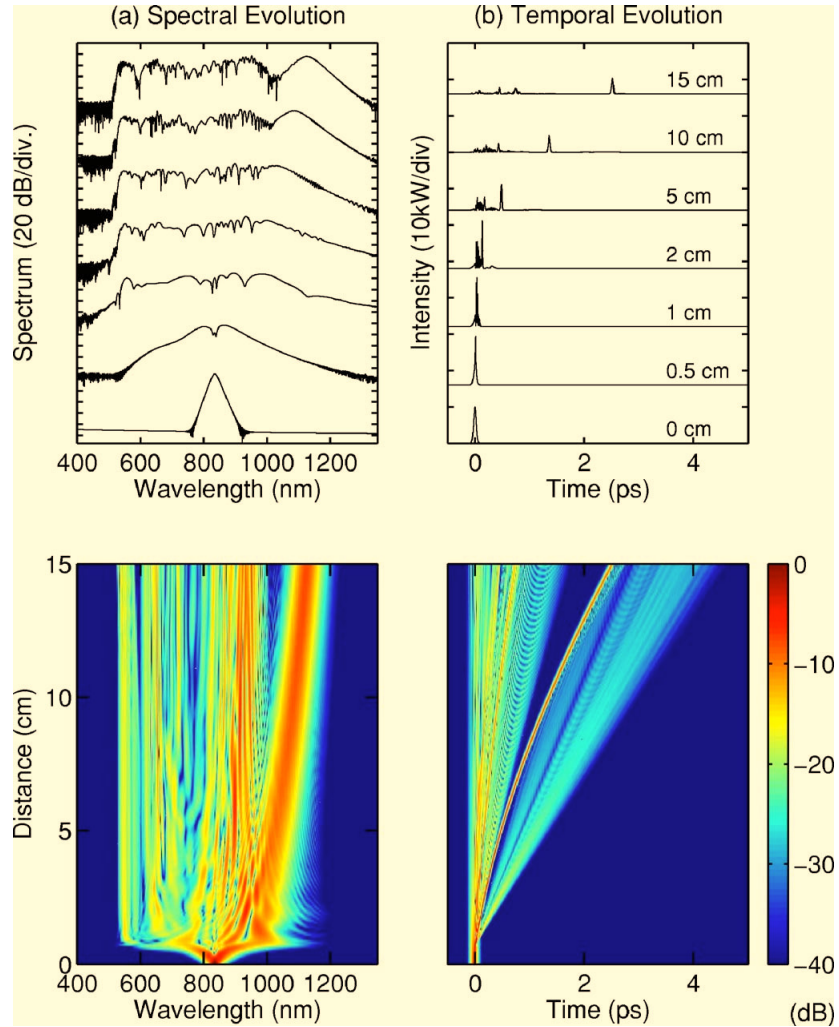 (a) Spectral Evolution
(b) Temporal Evolution
Spectrum (20 dB/div.)
400 600 800 1000 1200
Wavelength (nm)
Intensity (10kW/div)
15 cm
10 cm
5 cm
2 cm
1 cm
0.5 cm
0 cm
0 2 4
Time (ps)
Distance (cm)
15
10
5
0
400 600 800 1000 1200
Wavelength (nm)
0 2 4
Time (ps)
0
−10
−20
−30
−40
(dB)